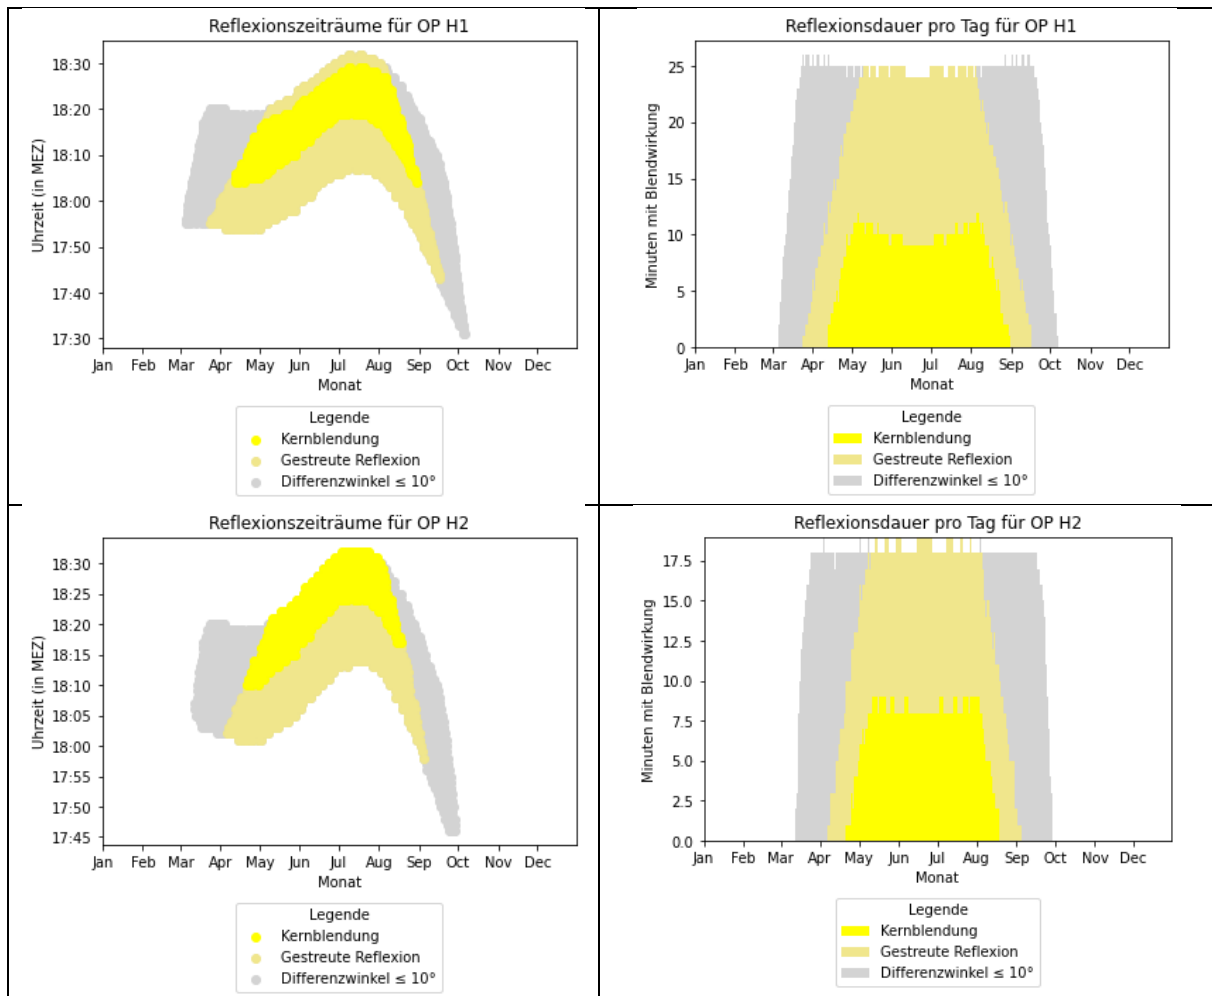 Reflexionszeiträume für OP H1
Uhrzeit (in MEZ)
18:30
18:20
18:10
18:00
17:50
17:40
17:30
Jan Feb Mar Apr May Jun Jul Aug Sep Oct Nov Dec
Monat
Legende
Kernblendung
Gestreute Reflexion
Differenzwinkel ≤ 10°
Reflexionsdauer pro Tag für OP H1
Minuten mit Blendwirkung
25
20
15
10
5
0
Jan Feb Mar Apr May Jun Jul Aug Sep Oct Nov Dec
Monat
Legende
Kernblendung
Gestreute Reflexion
Differenzwinkel ≤ 10°
Reflexionszeiträume für OP H2
Uhrzeit (in MEZ)
18:30
18:25
18:20
18:15
18:10
18:05
18:00
17:55
17:50
17:45
Jan Feb Mar Apr May Jun Jul Aug Sep Oct Nov Dec
Monat
Legende
Kernblendung
Gestreute Reflexion
Differenzwinkel ≤ 10°
Reflexionsdauer pro Tag für OP H2
Minuten mit Blendwirkung
17.5
15.0
12.5
10.0
7.5
5.0
2.5
0.0
Jan Feb Mar Apr May Jun Jul Aug Sep Oct Nov Dec
Monat
Legende
Kernblendung
Gestreute Reflexion
Differenzwinkel ≤ 10°